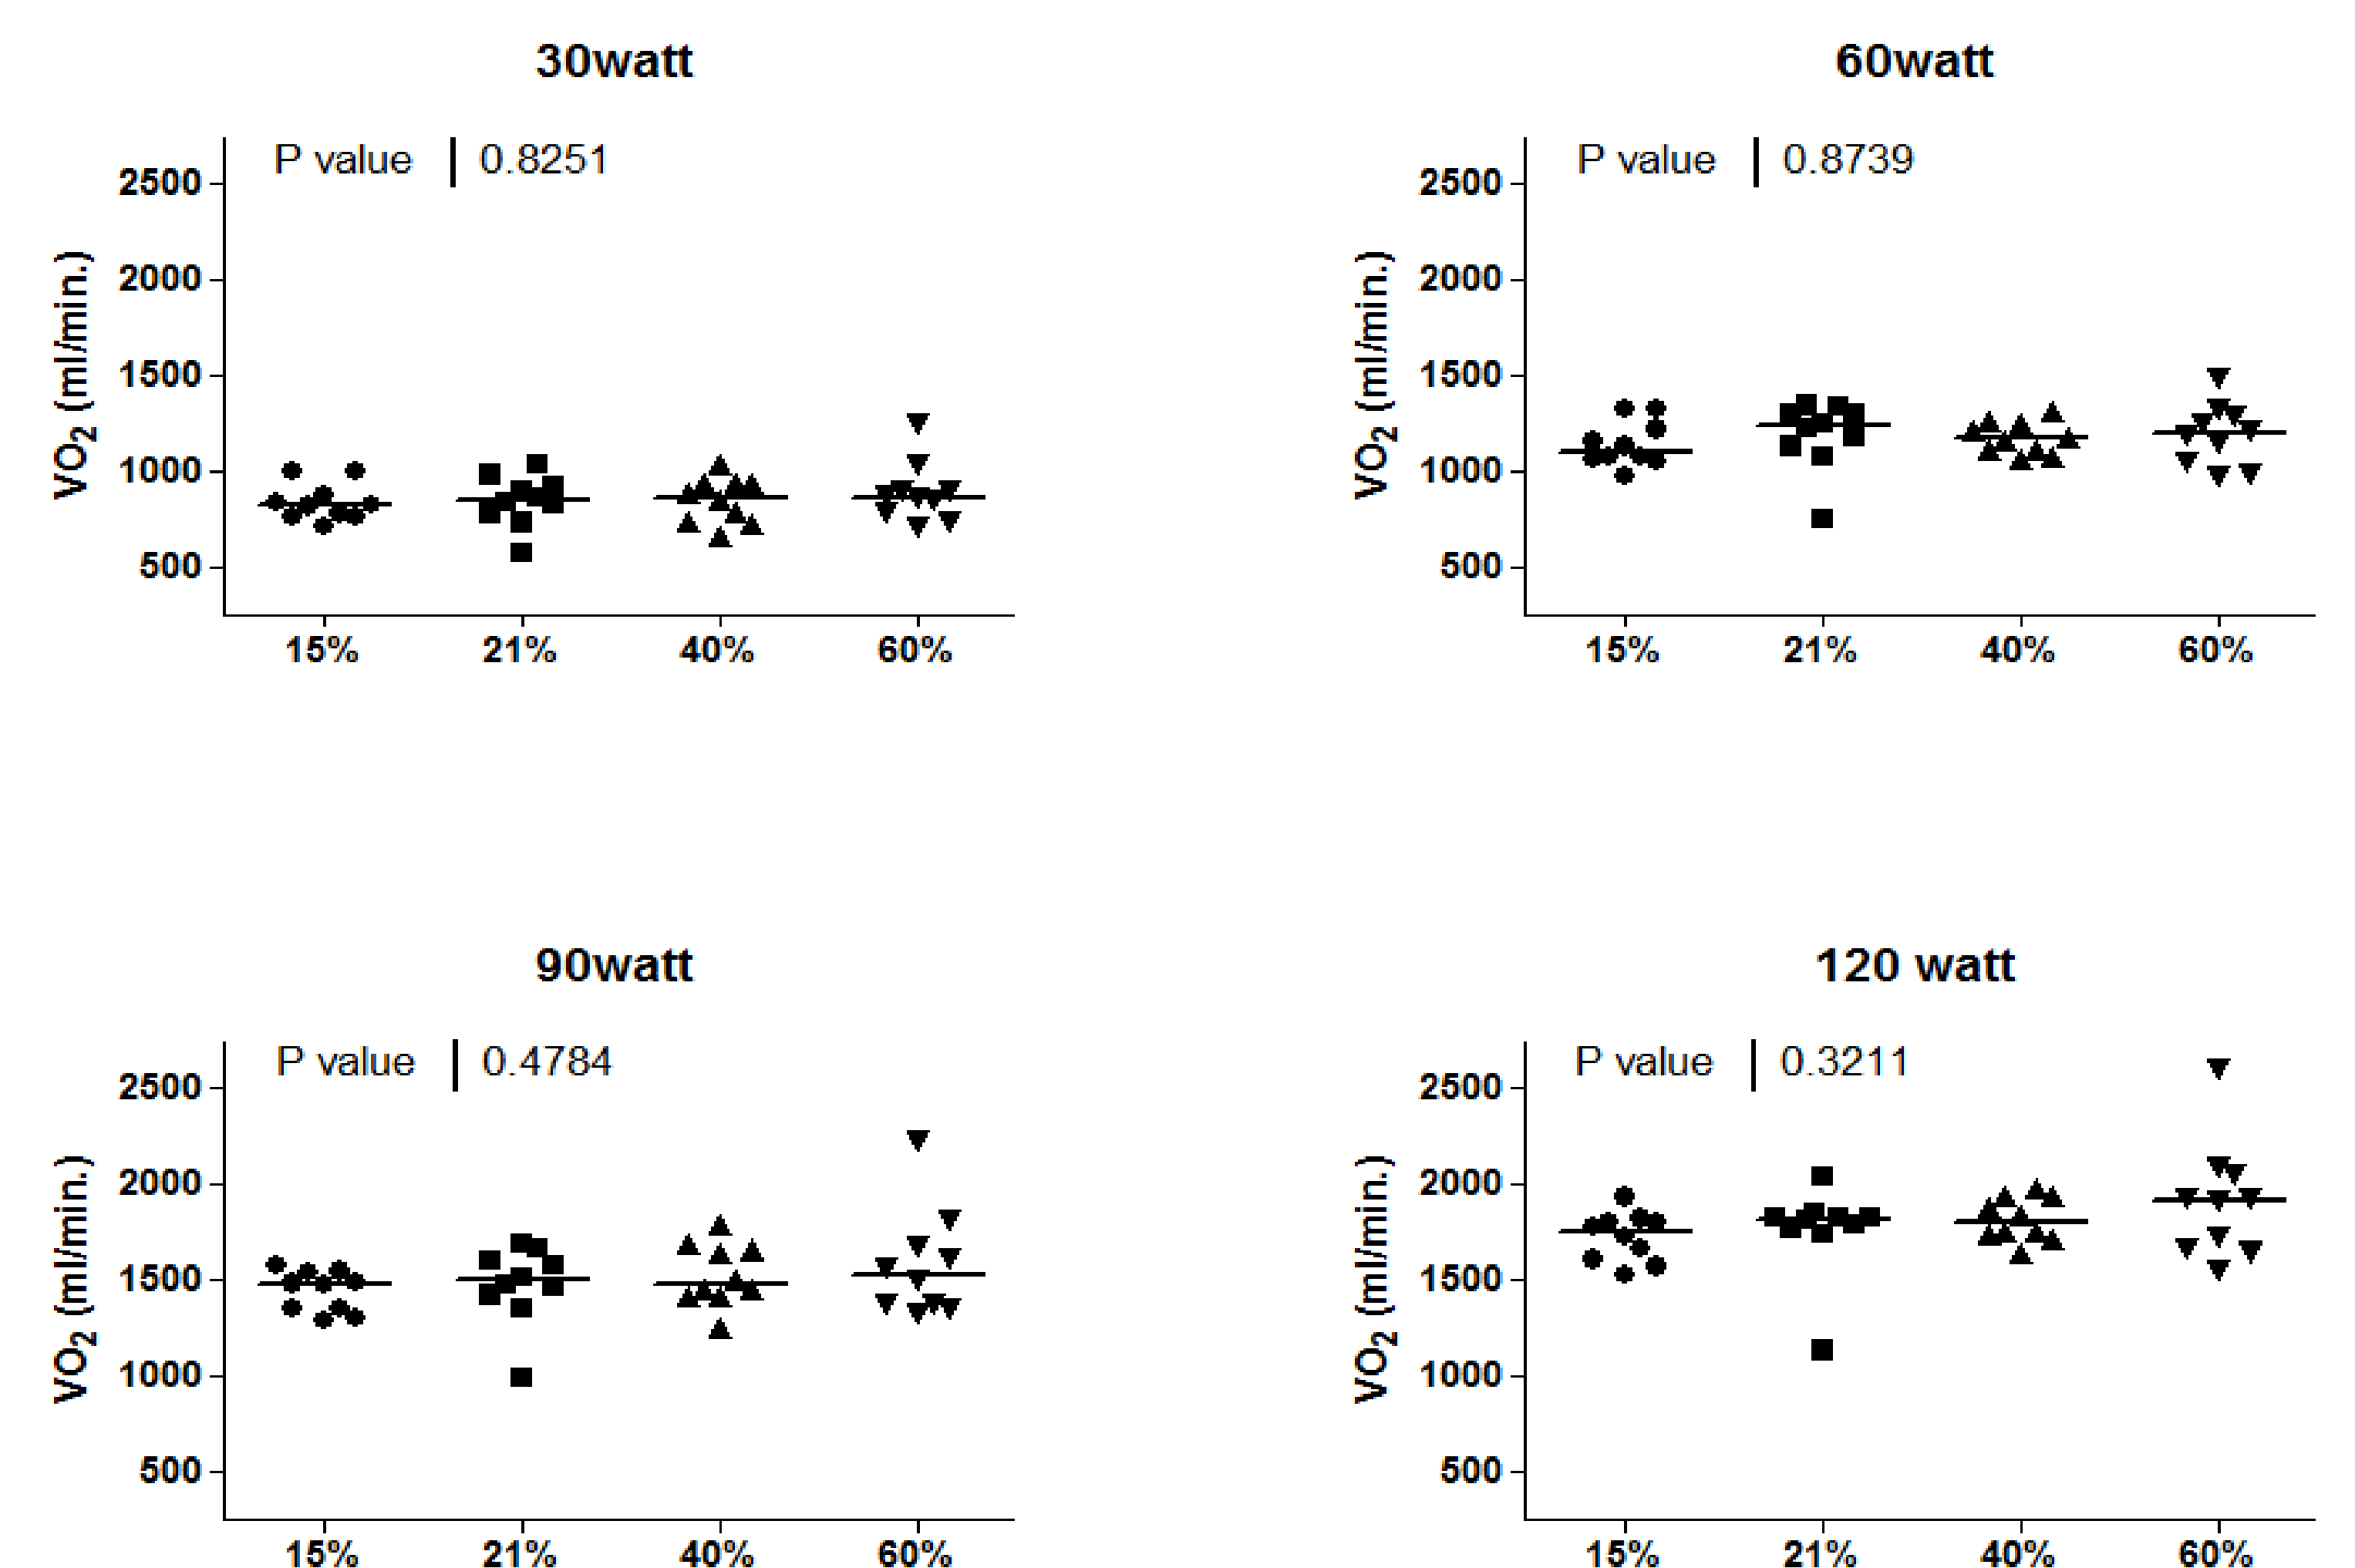 30watt
P value | 0.8251
VO2 (ml/min.)
2500
2000
1500
1000
500
15% 21% 40% 60%
60watt
P value | 0.8739
VO2 (ml/min.)
2500
2000
1500
1000
500
15% 21% 40% 60%
90watt
P value | 0.4784
VO2 (ml/min.)
2500
2000
1500
1000
500
15% 21% 40% 60%
120 watt
P value | 0.3211
VO2 (ml/min.)
2500
2000
1500
1000
500
15% 21% 40% 60%